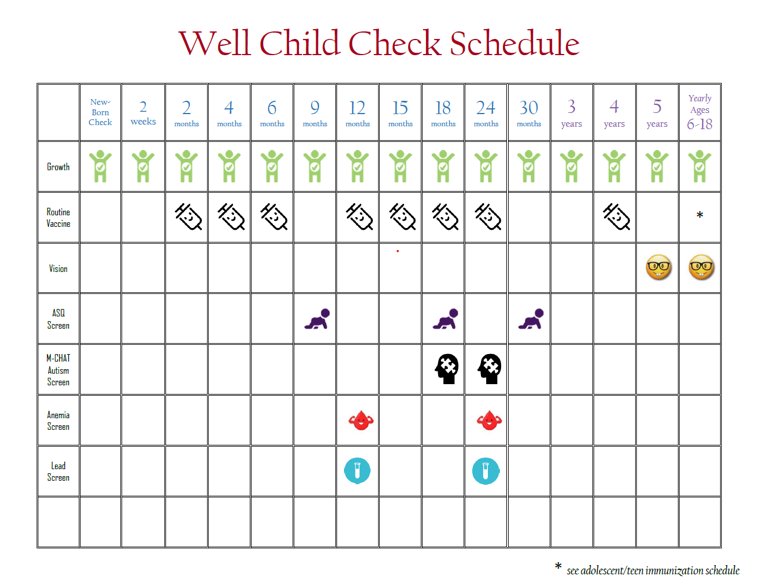 Well Child Check Schedule
New-
Born
Check
2
weeks
2
months
4
months
6
months
9
months
12
months
15
months
18
months
24
months
30
months
3
years
4
years
5
years
Yearly
Ages
6-18
Growth
Routine
Vaccine
*
Vision
ASQ
Screen
M-CHAT
Autism
Screen
Anemia
Screen
Lead
Screen
* see adolescent/teen immunization schedule